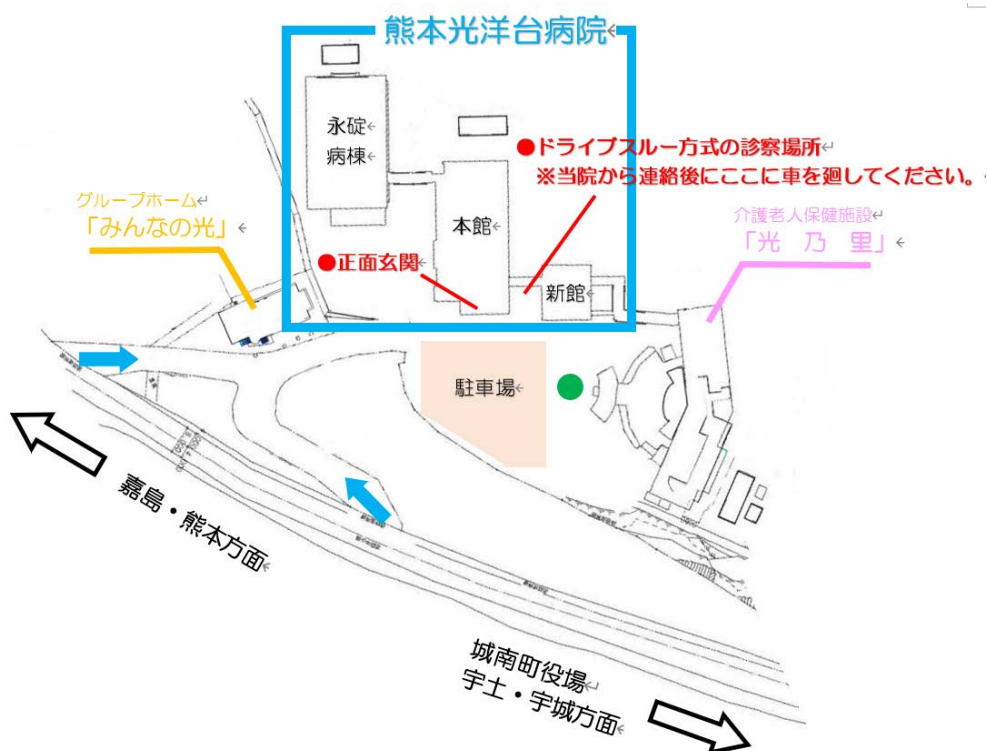 熊本光洋台病院
永碇
病棟
●ドライブスルー方式の診察場所
※当院から連絡後にここに車を廻してください。
グループホーム
「みんなの光」
本館
介護老人保健施設
「光 乃 里」
●正面玄関
新館
駐車場
嘉島・熊本方面
城南町役場
宇土・宇城方面